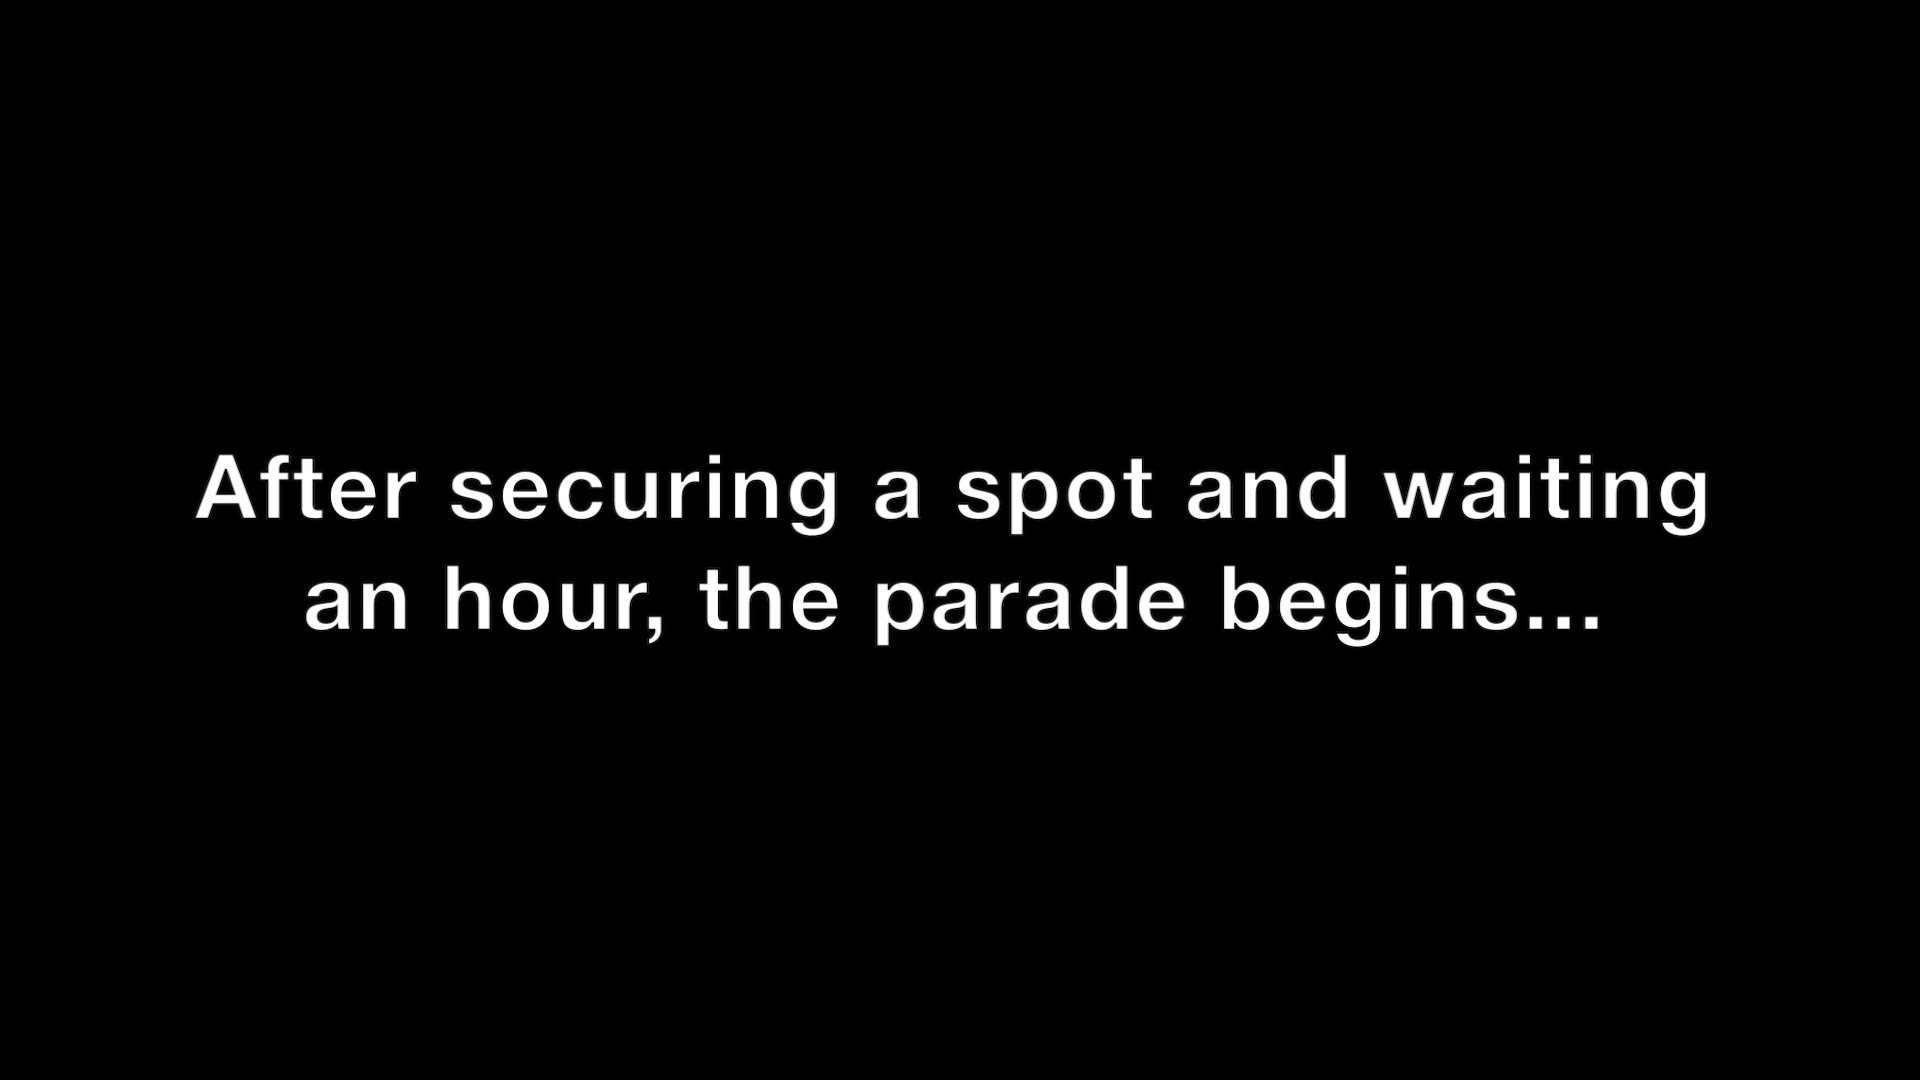 After securing a spot and waiting
an hour, the parade begins...